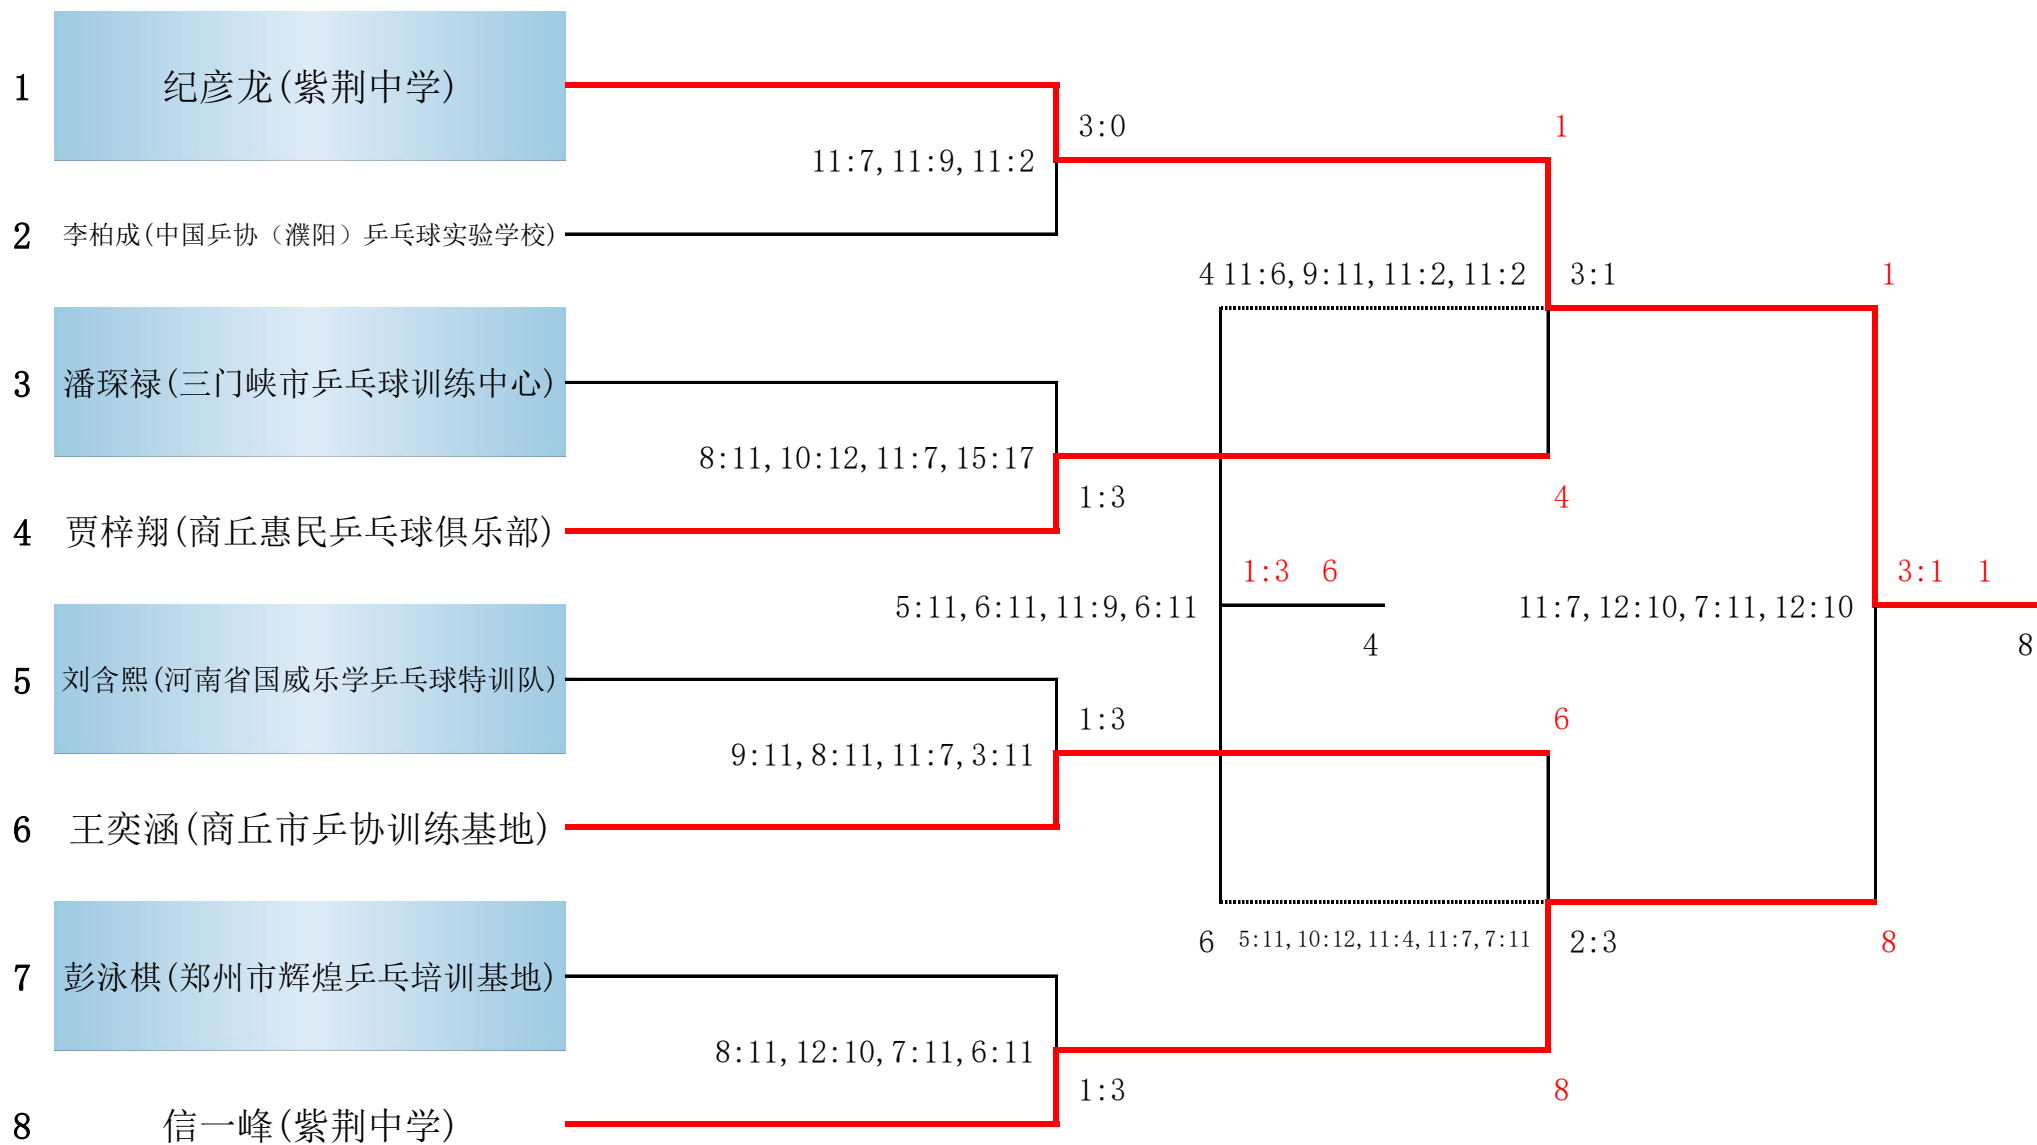 1 纪彦龙(紫荆中学)
3:0 1
11:7,11:9,11:2
2 李柏成(中国乒协（濮阳）乒乓球实验学校)
4 11:6,9:11,11:2,11:2 3:1 1
3 潘琛禄(三门峡市乒乓球训练中心)
8:11,10:12,11:7,15:17
1:3 4
4 贾梓翔(商丘惠民乒乓球俱乐部)
1:3 6 3:1 1
5:11,6:11,11:9,6:11 11:7,12:10,7:11,12:10
4 8
5 刘含熙(河南省国威乐学乒乓球特训队)
1:3 6
9:11,8:11,11:7,3:11
6 王奕涵(商丘市乒协训练基地)
6 5:11,10:12,11:4,11:7,7:11 2:3 8
7 彭泳棋(郑州市辉煌乒乓培训基地)
8:11,12:10,7:11,6:11
1:3 8
8 信一峰(紫荆中学)